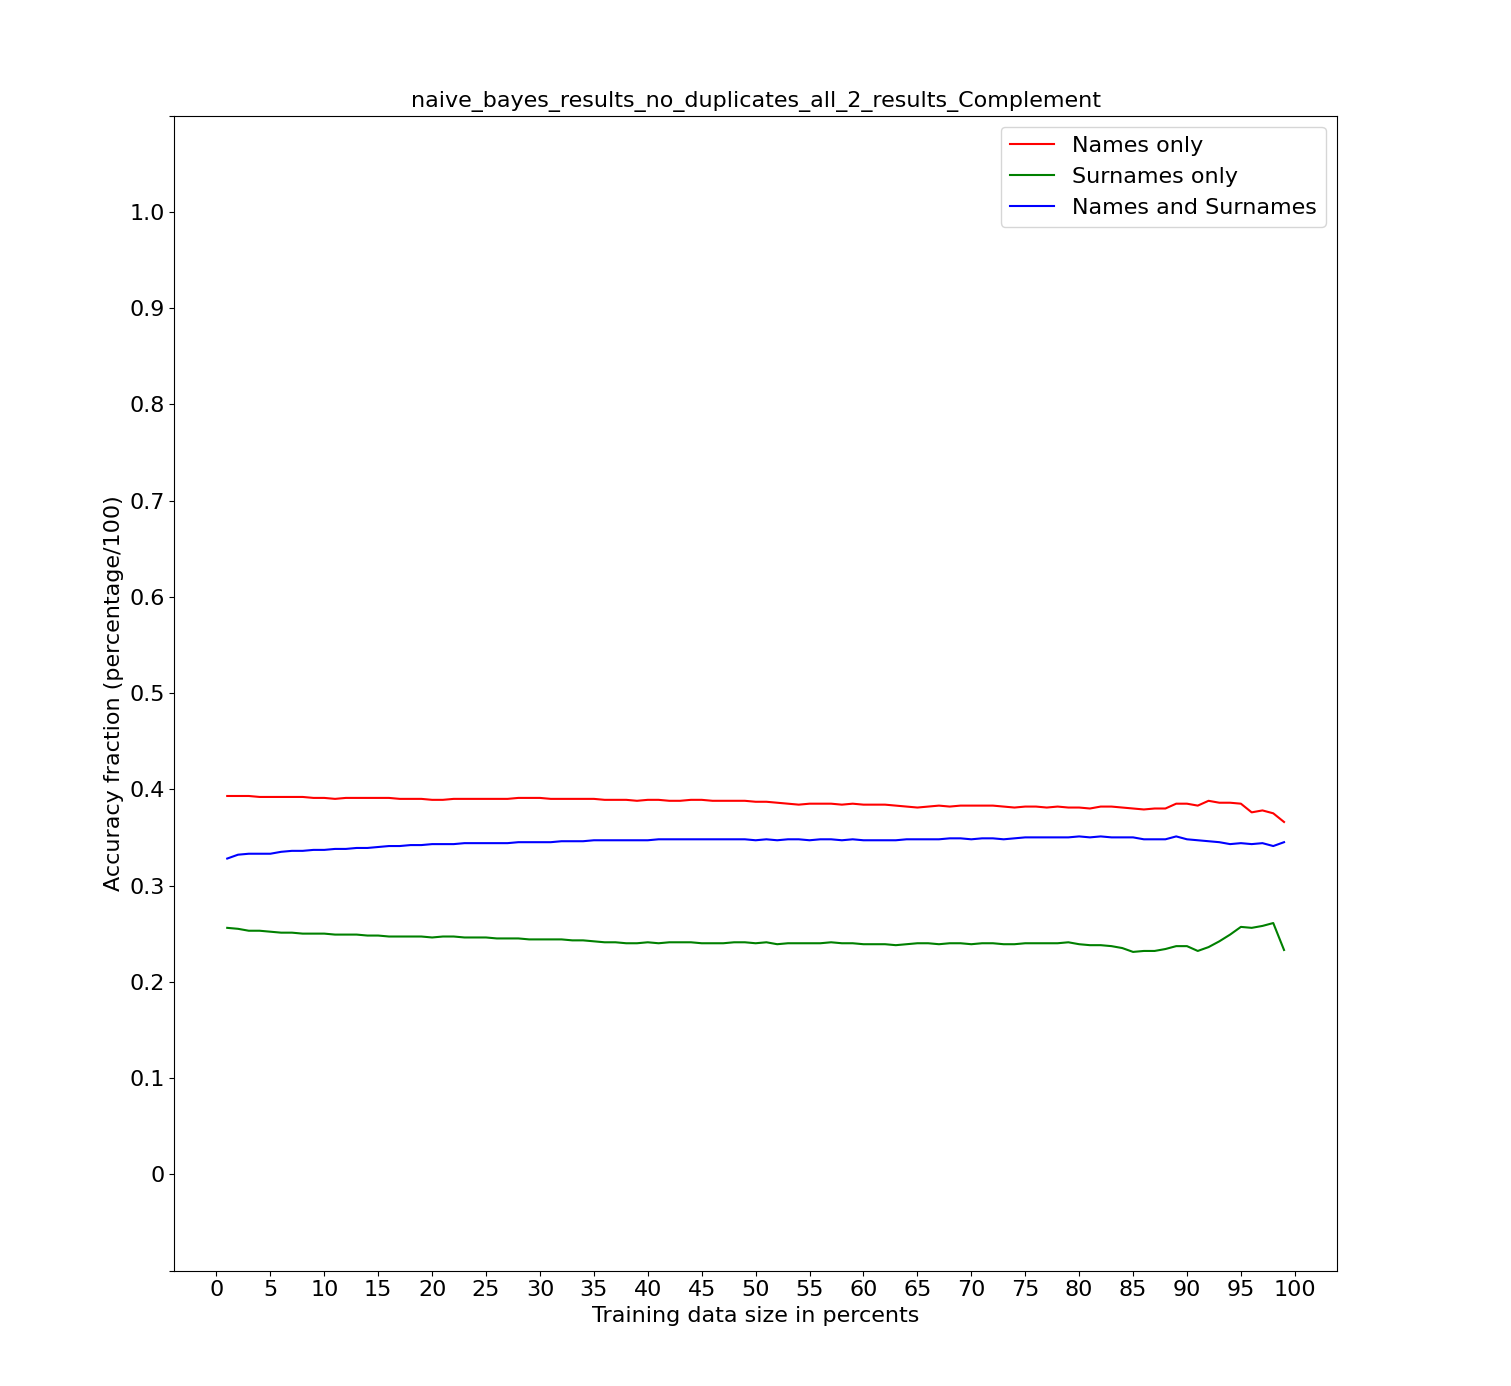 naive_bayes_results_no_duplicates_all_2_results_Complement
Names only
Surnames only
Names and Surnames
1.0
0.9
0.8
0.7
0.6
0.5
0.4
0.3
0.2
0.1
0
Accuracy fraction (percentage/100)
0 5 10 15 20 25 30 35 40 45 50 55 60 65 70 75 80 85 90 95 100
Training data size in percents